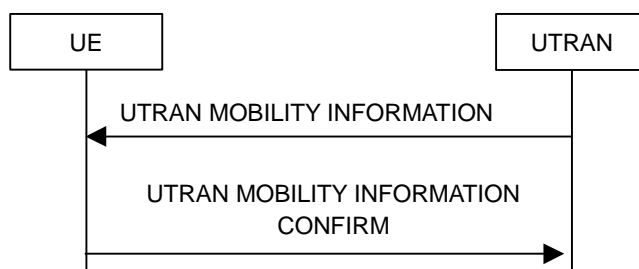 UE
UTRAN
UTRAN MOBILITY INFORMATION
UTRAN MOBILITY INFORMATION
CONFIRM